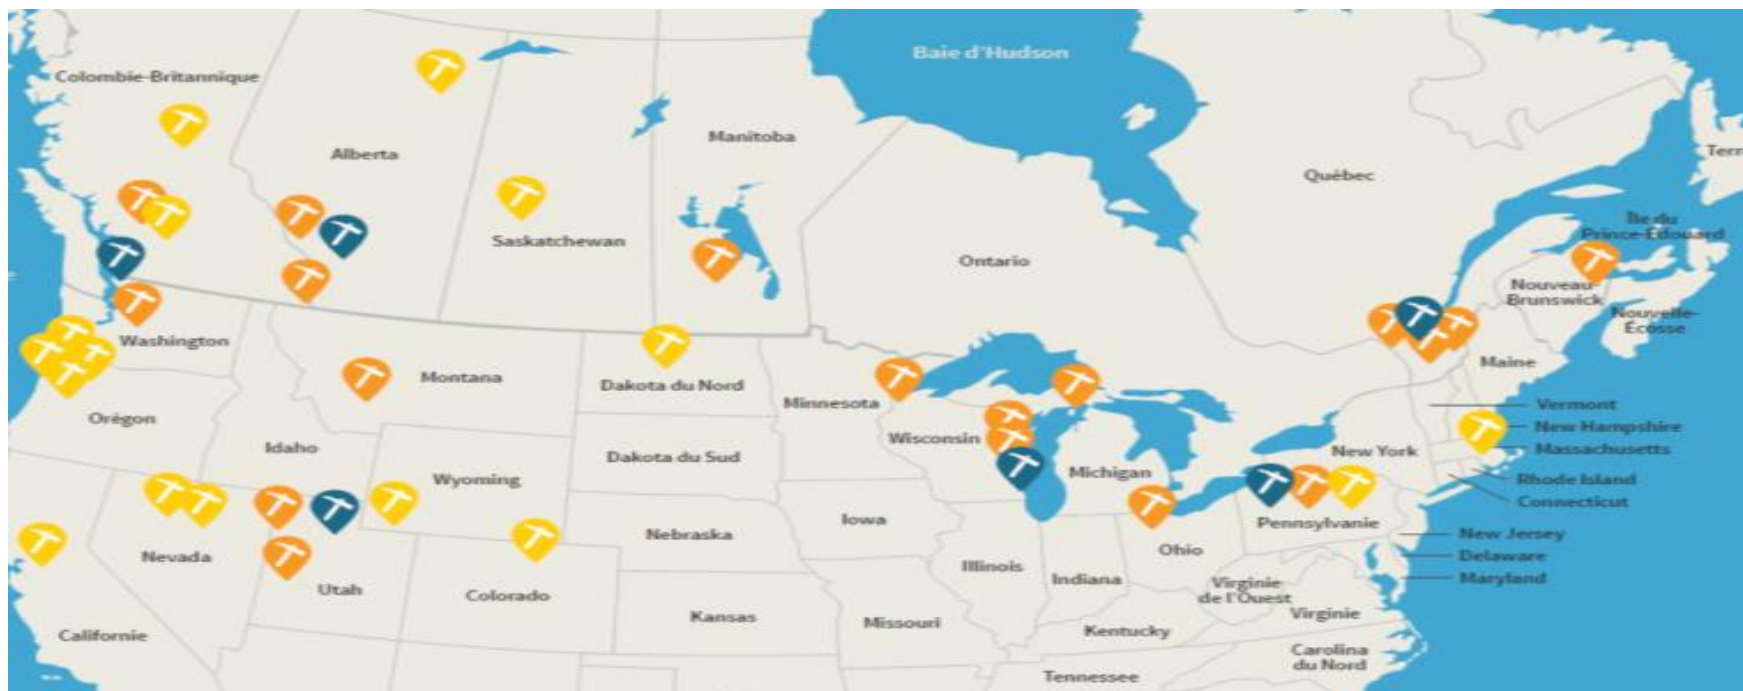 Baie d'Hudson
Colombie-Britannique
Manitoba
Alberta
Terr
Québec
Île du
Prince-Édouard
Saskatchewan
Ontario
Nouveau-
Brunswick
Nouvelle-
Écosse
Washington
Maine
Montana
Dakota du Nord
Minnesota
Vermont
Orégon
New Hampshire
Wisconsin
Idaho
Massachusetts
New York
Dakota du Sud
Michigan
Wyoming
Rhode Island
Connecticut
Iowa
Pennsylvanie
Nebraska
New Jersey
Nevada
Ohio
Delaware
Illinois
Indiana
Maryland
Utah
Colorado
Virginie
de l'Ouest
Virginie
Kansas
Missouri
Kentucky
Californie
Carolina
du Nord
Tennessee